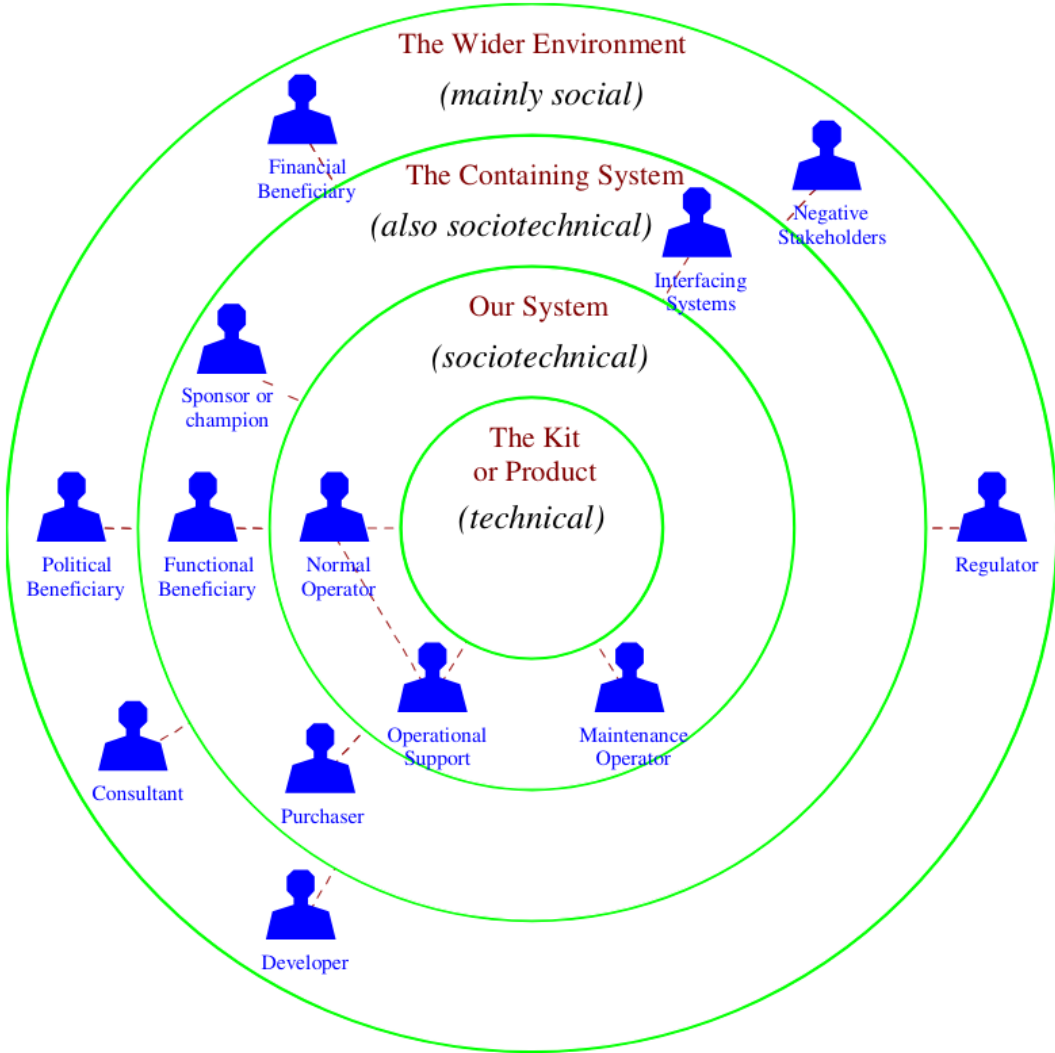 The Wider Environment
(mainly social)
Financial
Beneficiary
The Containing System
(also sociotechnical)
Negative
Stakeholders
Interfacing
Systems
Our System
(sociotechnical)
Sponsor or
champion
The Kit
or Product
(technical)
Political
Beneficiary
Functional
Beneficiary
Normal
Operator
Regulator
Operational
Support
Maintenance
Operator
Consultant
Purchaser
Developer